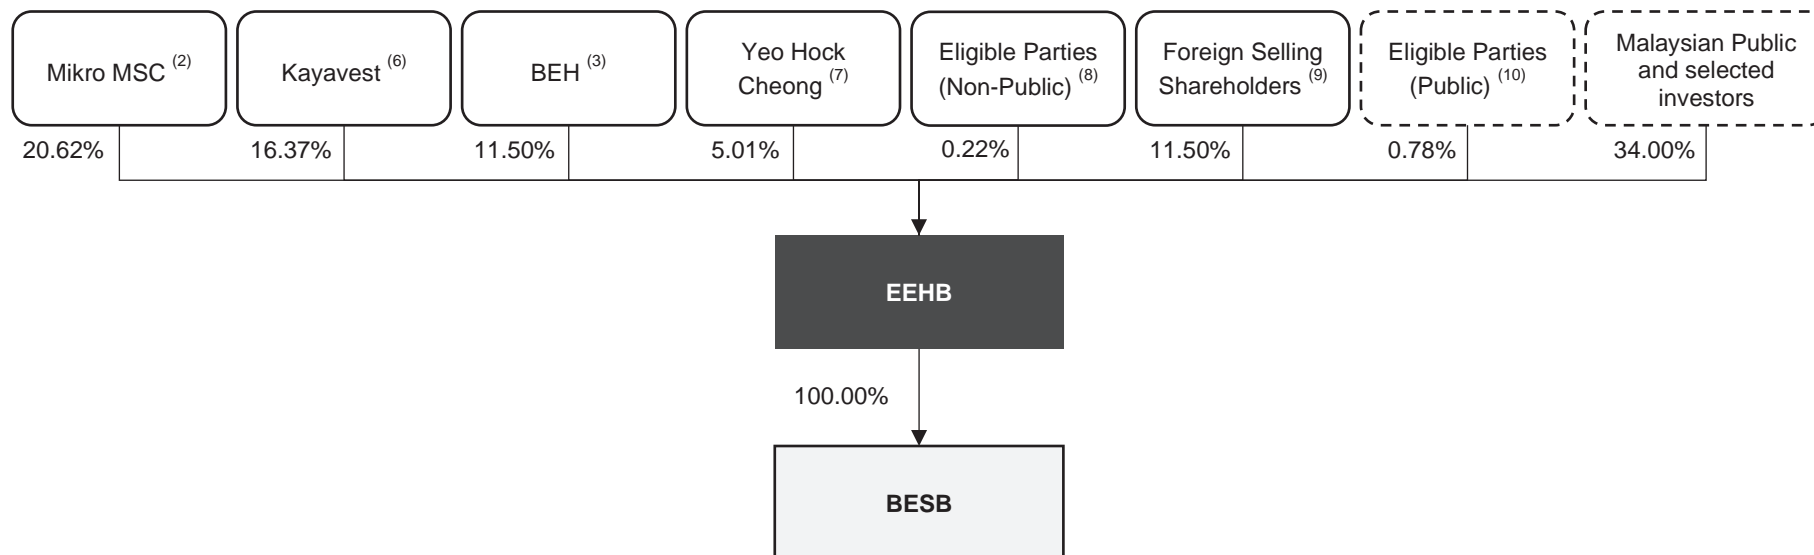 Mikro MSC (2)
Kayavest (6)
BEH (3)
Yeo Hock
Cheong (7)
Eligible Parties
(Non-Public) (8)
Foreign Selling
Shareholders (9)
Eligible Parties
(Public) (10)
Malaysian Public
and selected
investors
20.62%
16.37%
11.50%
5.01%
0.22%
11.50%
0.78%
34.00%
EEHB
100.00%
BESB